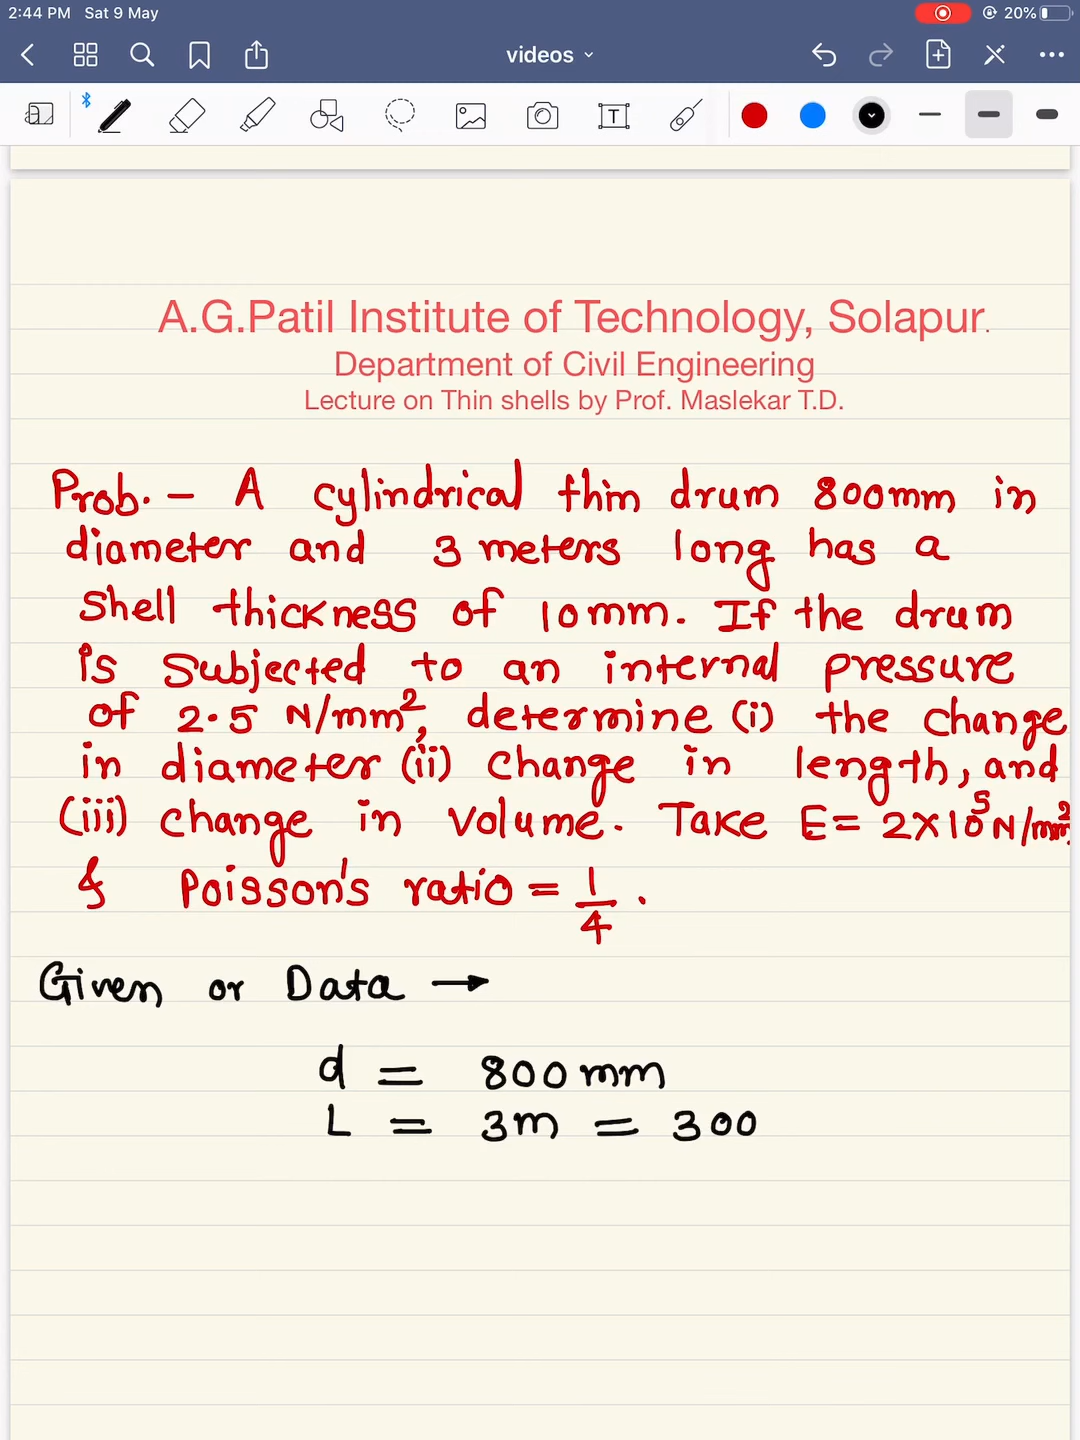 2:44 PM Sat 9 May
20%
videos
T
A.G.Patil Institute of Technology, Solapur.
Department of Civil Engineering
Lecture on Thin shells by Prof. Maslekar T.D.
Prob. - A cylindrical thin drum 800mm in
diameter and 3 meters long has a
shell thickness of 10mm. If the drum
is subjected to an internal pressure
of 2.5 N/mm², determine (i) the change
in diameter (ii) change in length, and
(iii) change in volume. Take E = 2×10⁵ N/mm²
& Poisson's ratio = 1/4.
Given or Data →
d = 800 mm
L = 3m = 300